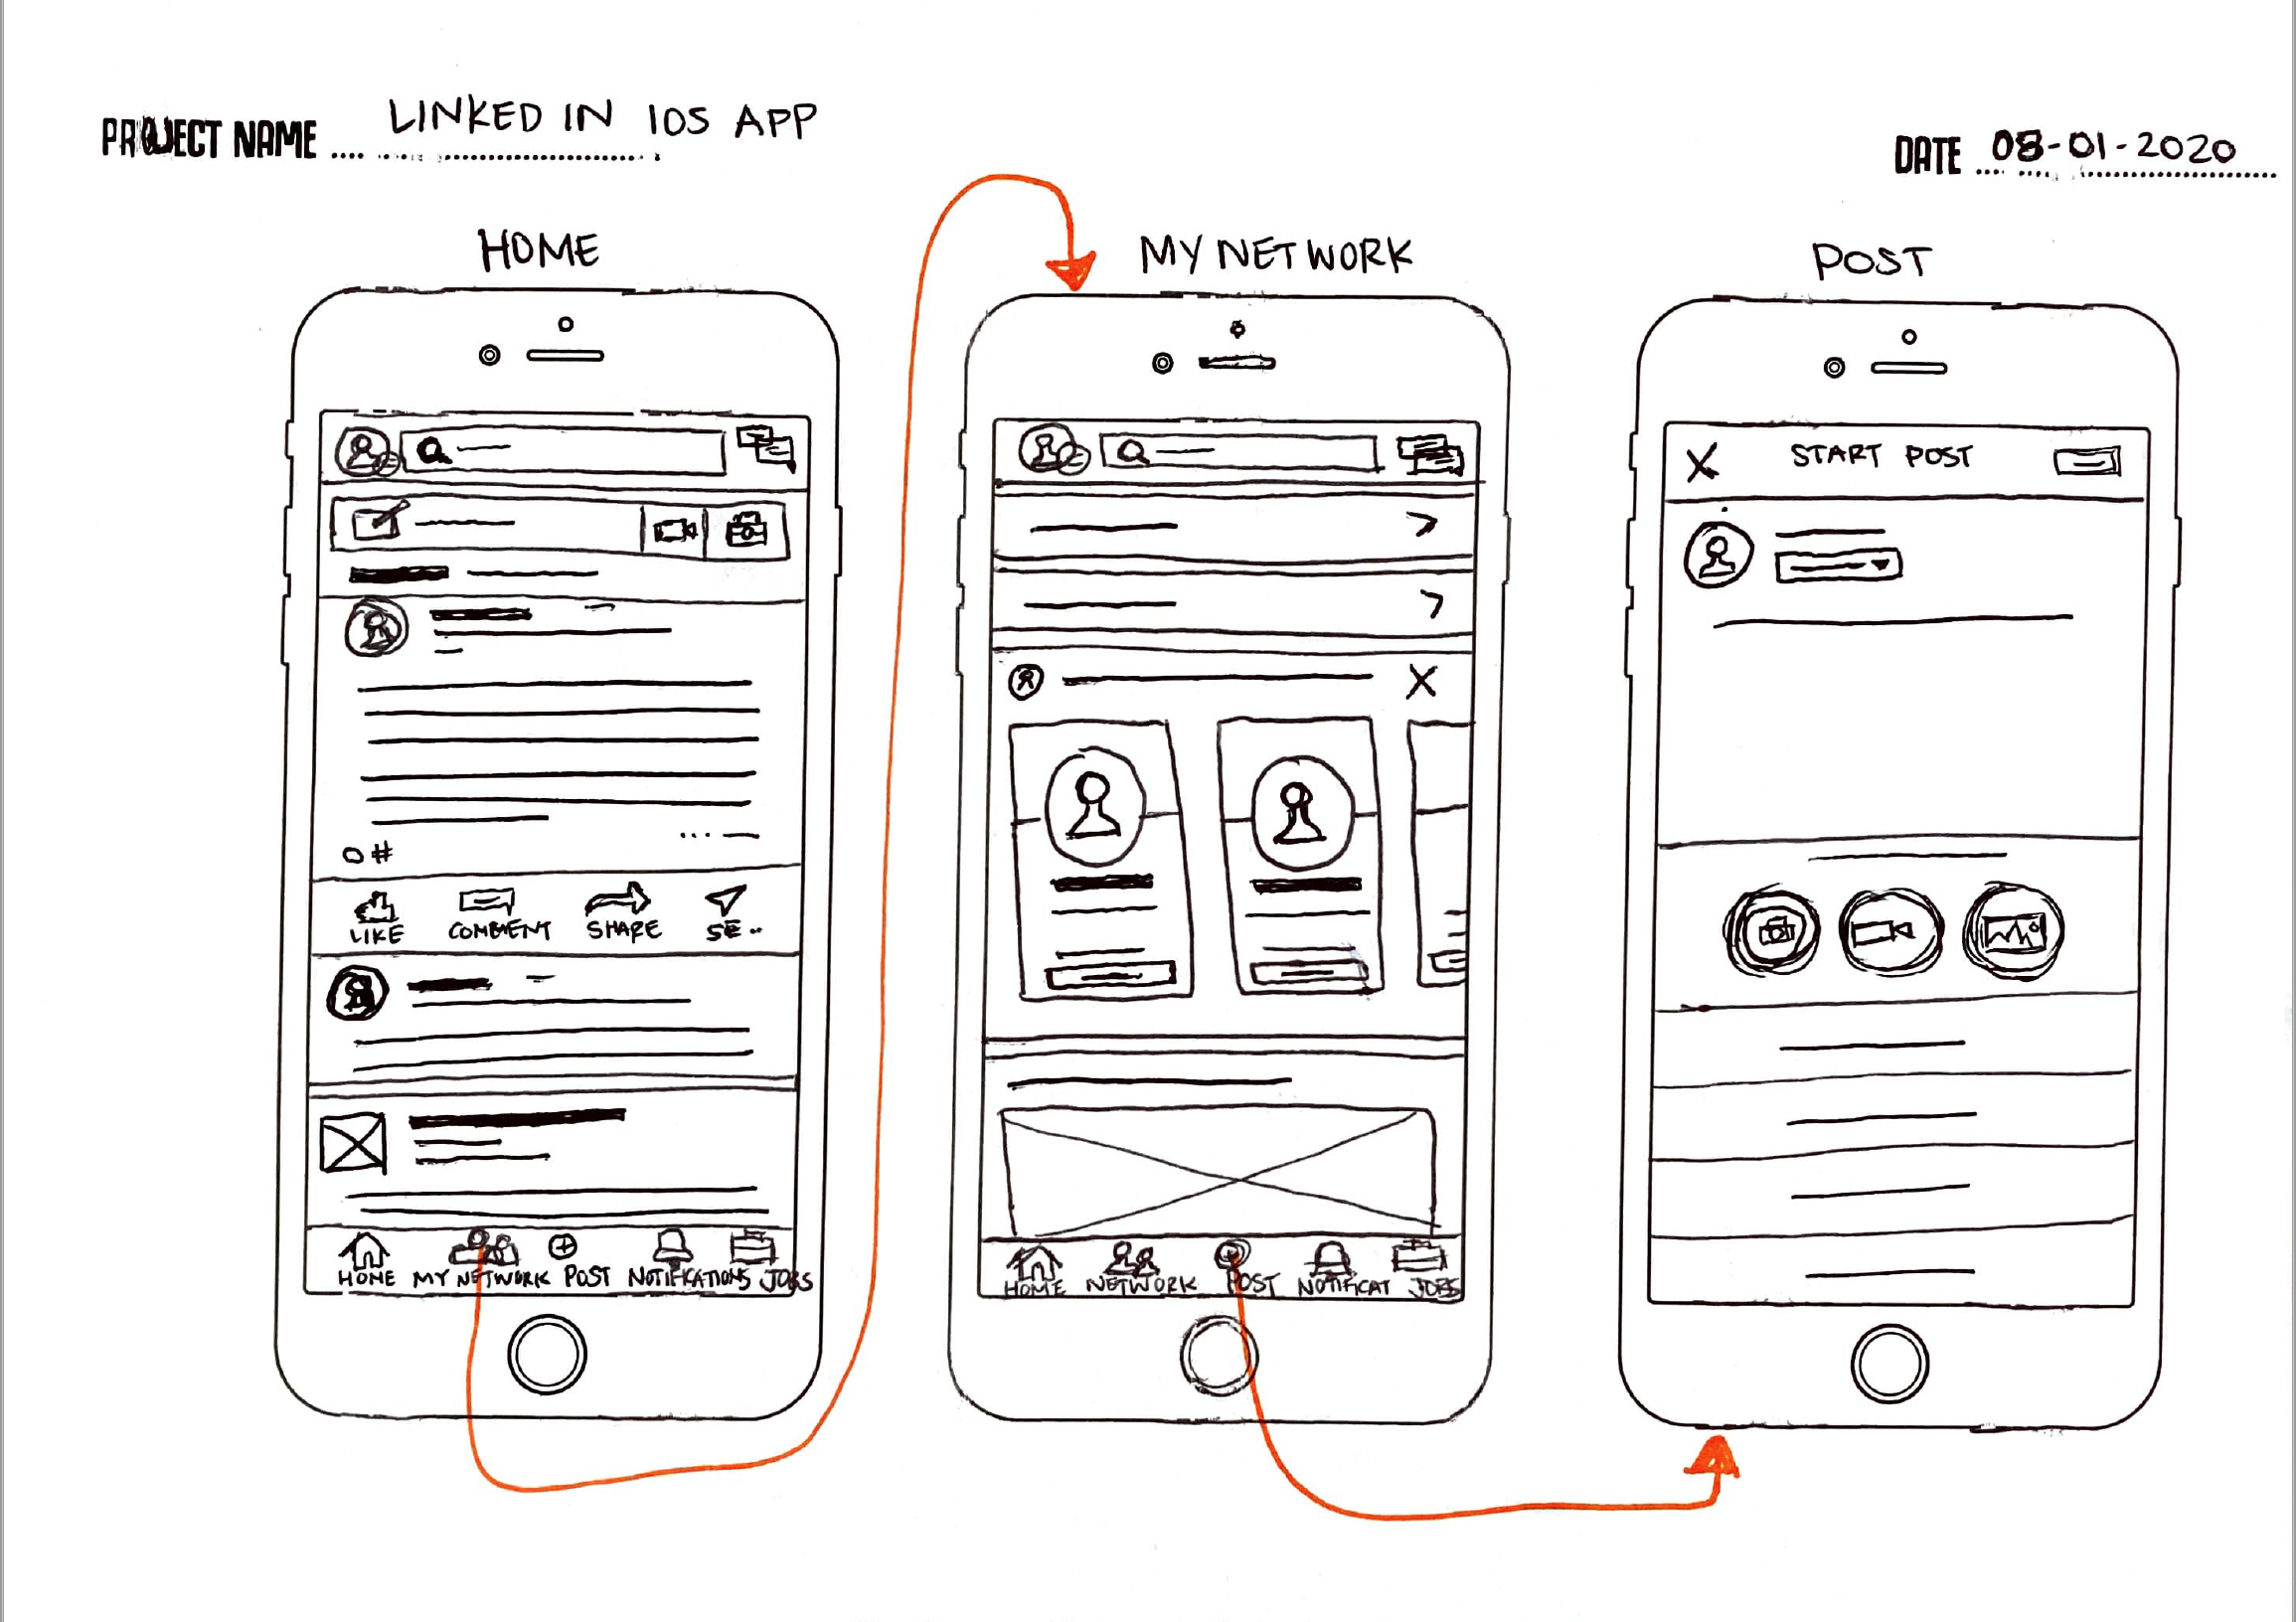 PROJECT NAME LINKED IN IOS APP
DATE 08-01-2020
HOME
MY NETWORK
POST
START POST
LIKE COMMENT SHARE SE..
HOME MY NETWORK POST NOTIFICATIONS JOBS
HOME NETWORK POST NOTIFICAT JOBS